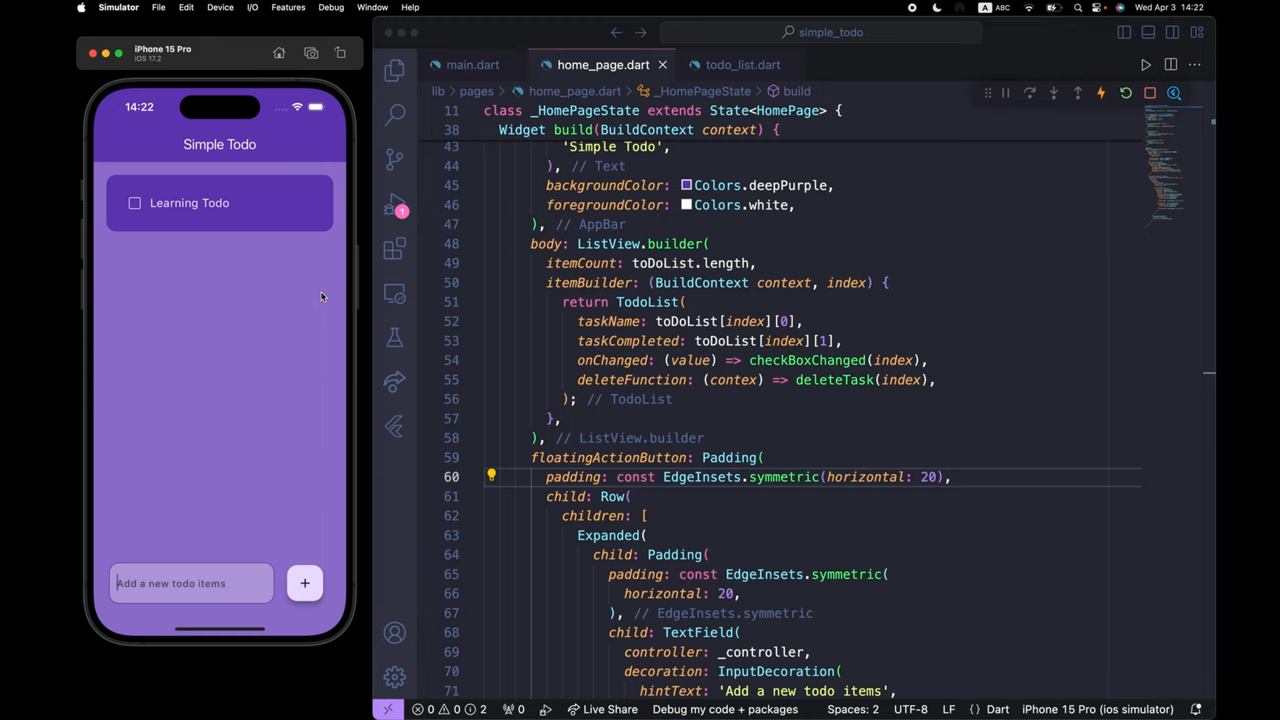 Simulator File Edit Device I/O Features Debug Window Help A ABC Wed Apr 3 14:22
iPhone 15 Pro
iOS 17.2
14:22
Simple Todo
Learning Todo
Add a new todo items
+
simple_todo
main.dart home_page.dart todo_list.dart
lib > pages > home_page.dart > _HomePageState > build
11 class _HomePageState extends State<HomePage> {
38 Widget build(BuildContext context) {
43 'Simple Todo',
44 ), // Text
45 backgroundColor: Colors.deepPurple,
46 foregroundColor: Colors.white,
47 ), // AppBar
48 body: ListView.builder(
49 itemCount: toDoList.length,
50 itemBuilder: (BuildContext context, index) {
51 return TodoList(
52 taskName: toDoList[index][0],
53 taskCompleted: toDoList[index][1],
54 onChanged: (value) => checkBoxChanged(index),
55 deleteFunction: (contex) => deleteTask(index),
56 ); // TodoList
57 },
58 ), // ListView.builder
59 floatingActionButton: Padding(
60 padding: const EdgeInsets.symmetric(horizontal: 20),
61 child: Row(
62 children: [
63 Expanded(
64 child: Padding(
65 padding: const EdgeInsets.symmetric(
66 horizontal: 20,
67 ), // EdgeInsets.symmetric
68 child: TextField(
69 controller: _controller,
70 decoration: InputDecoration(
71 hintText: 'Add a new todo items',
1
0 0 2 0 Live Share Debug my code + packages Spaces: 2 UTF-8 LF {} Dart iPhone 15 Pro (ios simulator)